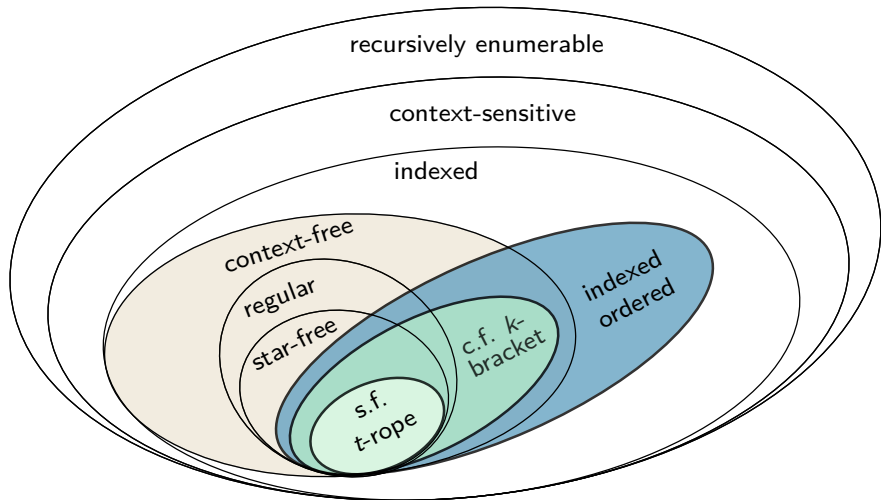 recursively enumerable
context-sensitive
indexed
context-free
regular
star-free
indexed
ordered
c.f. k-
bracket
s.f.
t-rope